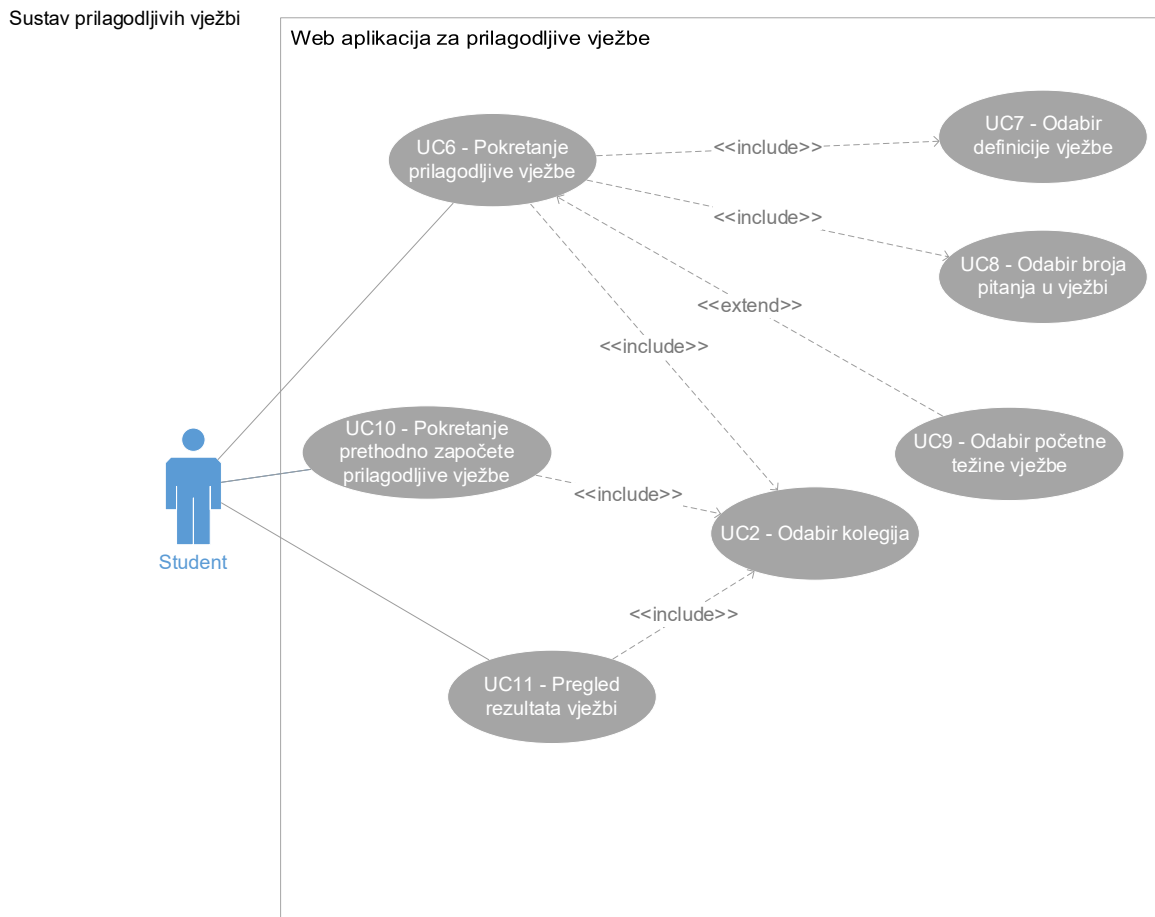 Sustav prilagodljivih vježbi
Web aplikacija za prilagodljive vježbe
UC6 - Pokretanje
prilagodljive vježbe
<<include>>
UC7 - Odabir
definicije vježbe
<<include>>
UC8 - Odabir broja
pitanja u vježbi
<<extend>>
<<include>>
UC10 - Pokretanje
prethodno započete
prilagodljive vježbe
UC9 - Odabir početne
težine vježbe
<<include>>
UC2 - Odabir kolegija
Student
<<include>>
UC11 - Pregled
rezultata vježbi